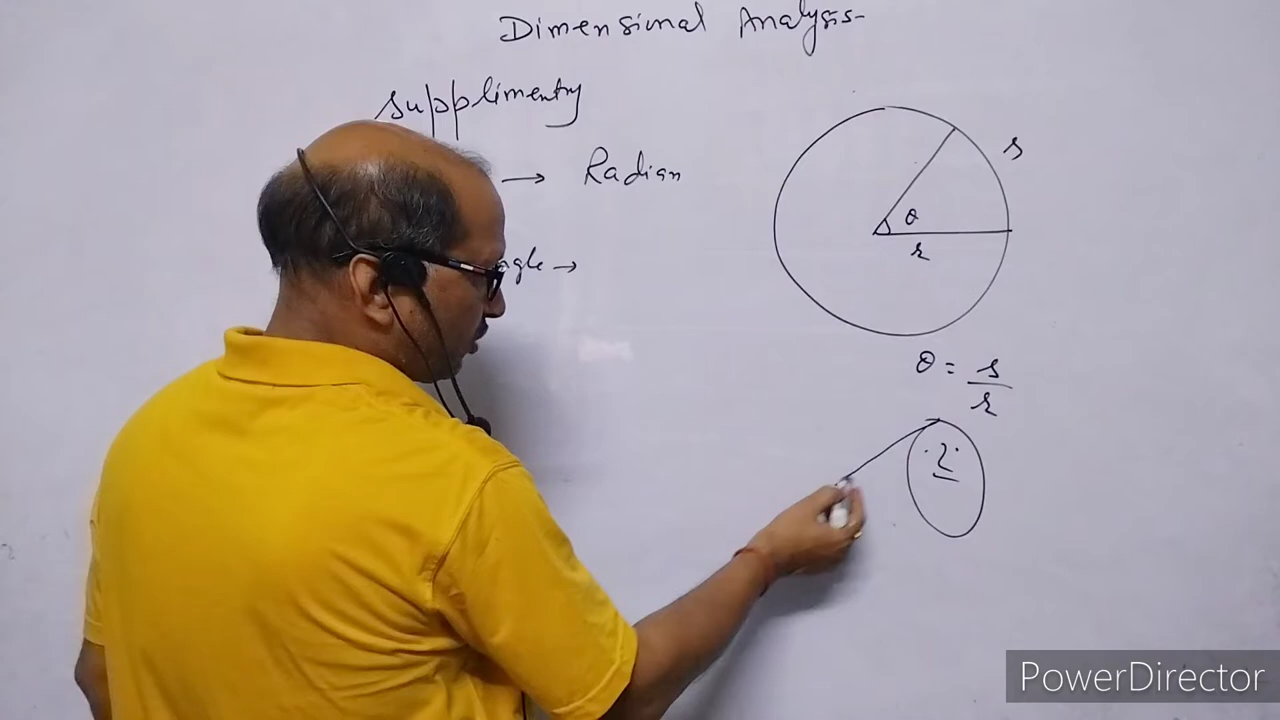 Dimensional Analysis
supplimentry
→ Radian
s
θ
r
gle →
θ = s/r
PowerDirector